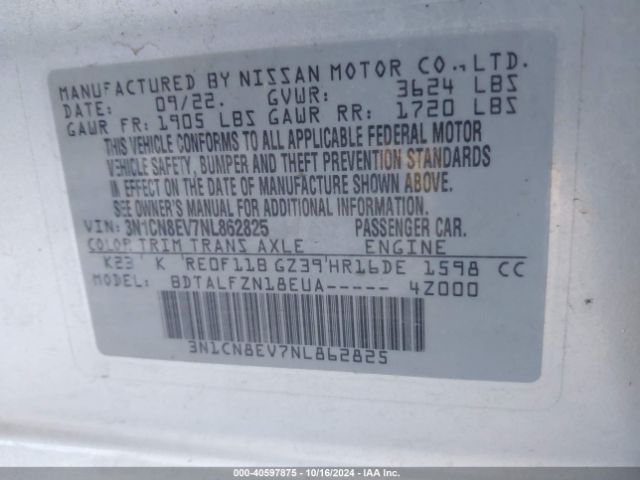 MANUFACTURED BY NISSAN MOTOR CO., LTD.
DATE: 09/22. GVWR: 3624 LBS
GAWR FR: 1905 LBS GAWR RR: 1720 LBS
THIS VEHICLE CONFORMS TO ALL APPLICABLE FEDERAL MOTOR
VEHICLE SAFETY, BUMPER AND THEFT PREVENTION STANDARDS
IN EFFECT ON THE DATE OF MANUFACTURE SHOWN ABOVE.
SEE OWNER'S MANUAL FOR ADDITIONAL INFORMATION.
VIN: 3N1CN8EV7NL862825 PASSENGER CAR.
COLOR TRIM TRANS AXLE ENGINE
K23 K RE0F11B GZ39 HR16DE 1598 CC
MODEL: BDTALFZN18EUA----- 4Z000
3N1CN8EV7NL862825
000-40597875 | 10/16/2024 | IAA Inc.